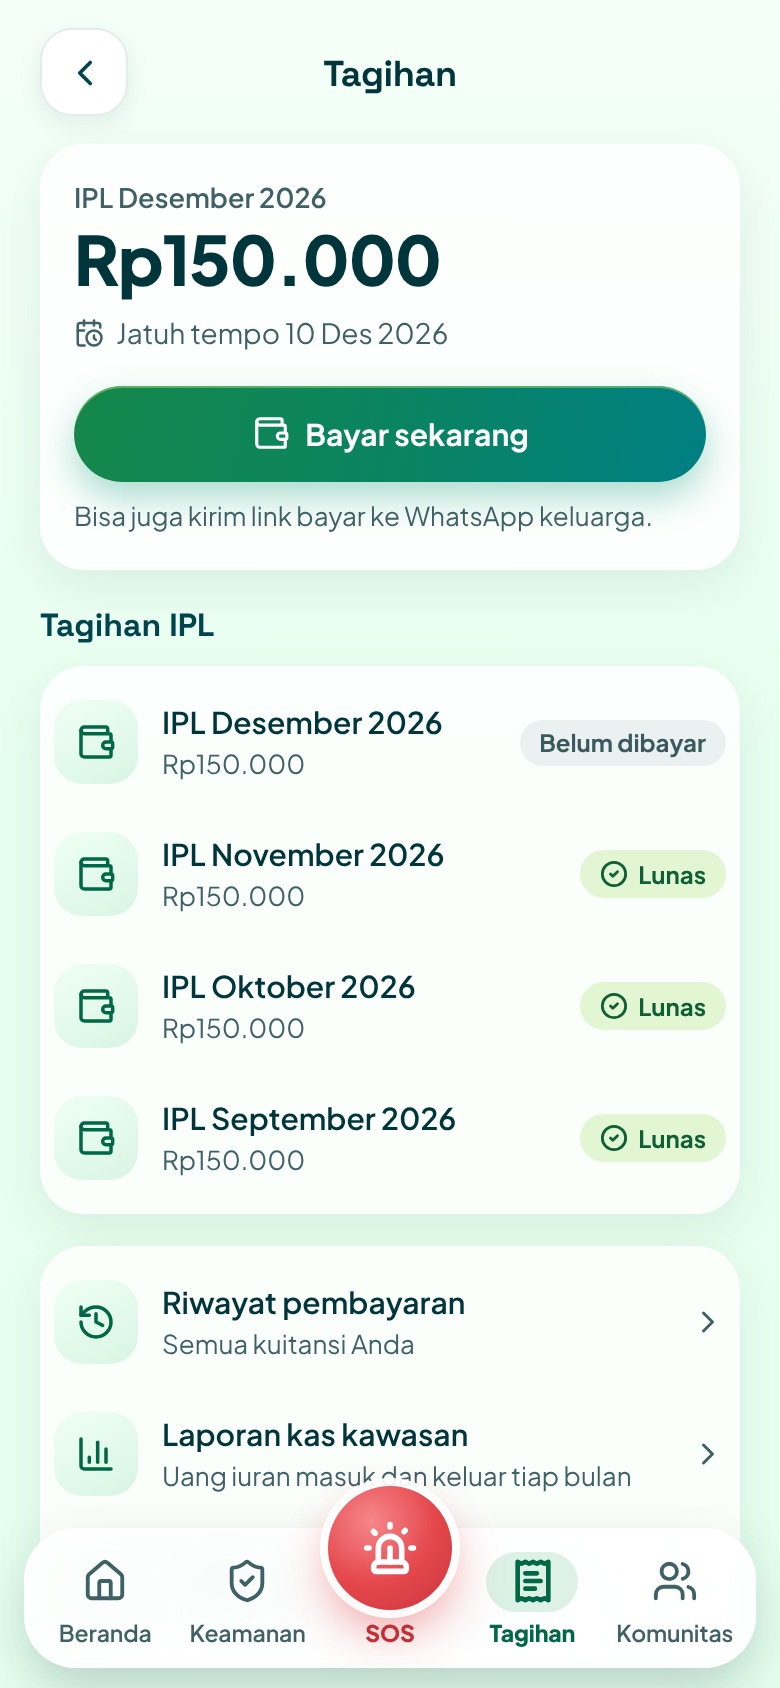 Tagihan
IPL Desember 2026
Rp150.000
Jatuh tempo 10 Des 2026
Bayar sekarang
Bisa juga kirim link bayar ke WhatsApp keluarga.
Tagihan IPL
IPL Desember 2026
Rp150.000
Belum dibayar
IPL November 2026
Rp150.000
Lunas
IPL Oktober 2026
Rp150.000
Lunas
IPL September 2026
Rp150.000
Lunas
Riwayat pembayaran
Semua kuitansi Anda
Laporan kas kawasan
Uang iuran masuk dan keluar tiap bulan
Beranda
Keamanan
SOS
Tagihan
Komunitas